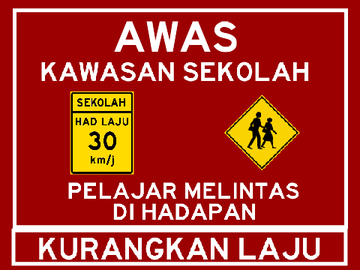 AWAS
KAWASAN SEKOLAH
SEKOLAH
HAD LAJU
30
km/j
PELAJAR MELINTAS
DI HADAPAN
KURANGKAN LAJU